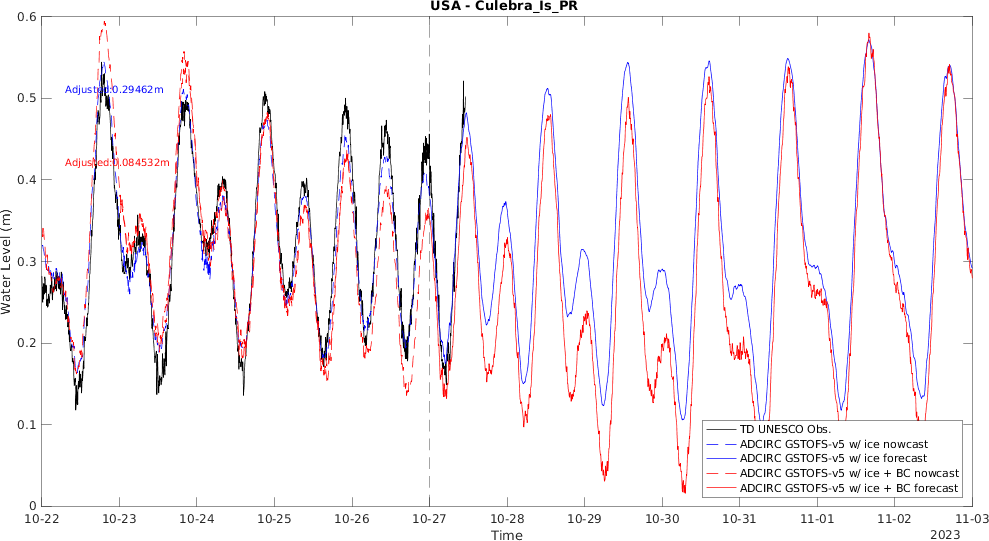 USA - Culebra_Is_PR
Water Level (m)
0.6
0.5
0.4
0.3
0.2
0.1
0
Adjusted:0.29462m
Adjusted:0.084532m
TD UNESCO Obs.
ADCIRC GSTOFS-v5 w/ ice nowcast
ADCIRC GSTOFS-v5 w/ ice forecast
ADCIRC GSTOFS-v5 w/ ice + BC nowcast
ADCIRC GSTOFS-v5 w/ ice + BC forecast
10-22 10-23 10-24 10-25 10-26 10-27 10-28 10-29 10-30 10-31 11-01 11-02 11-03
Time
2023